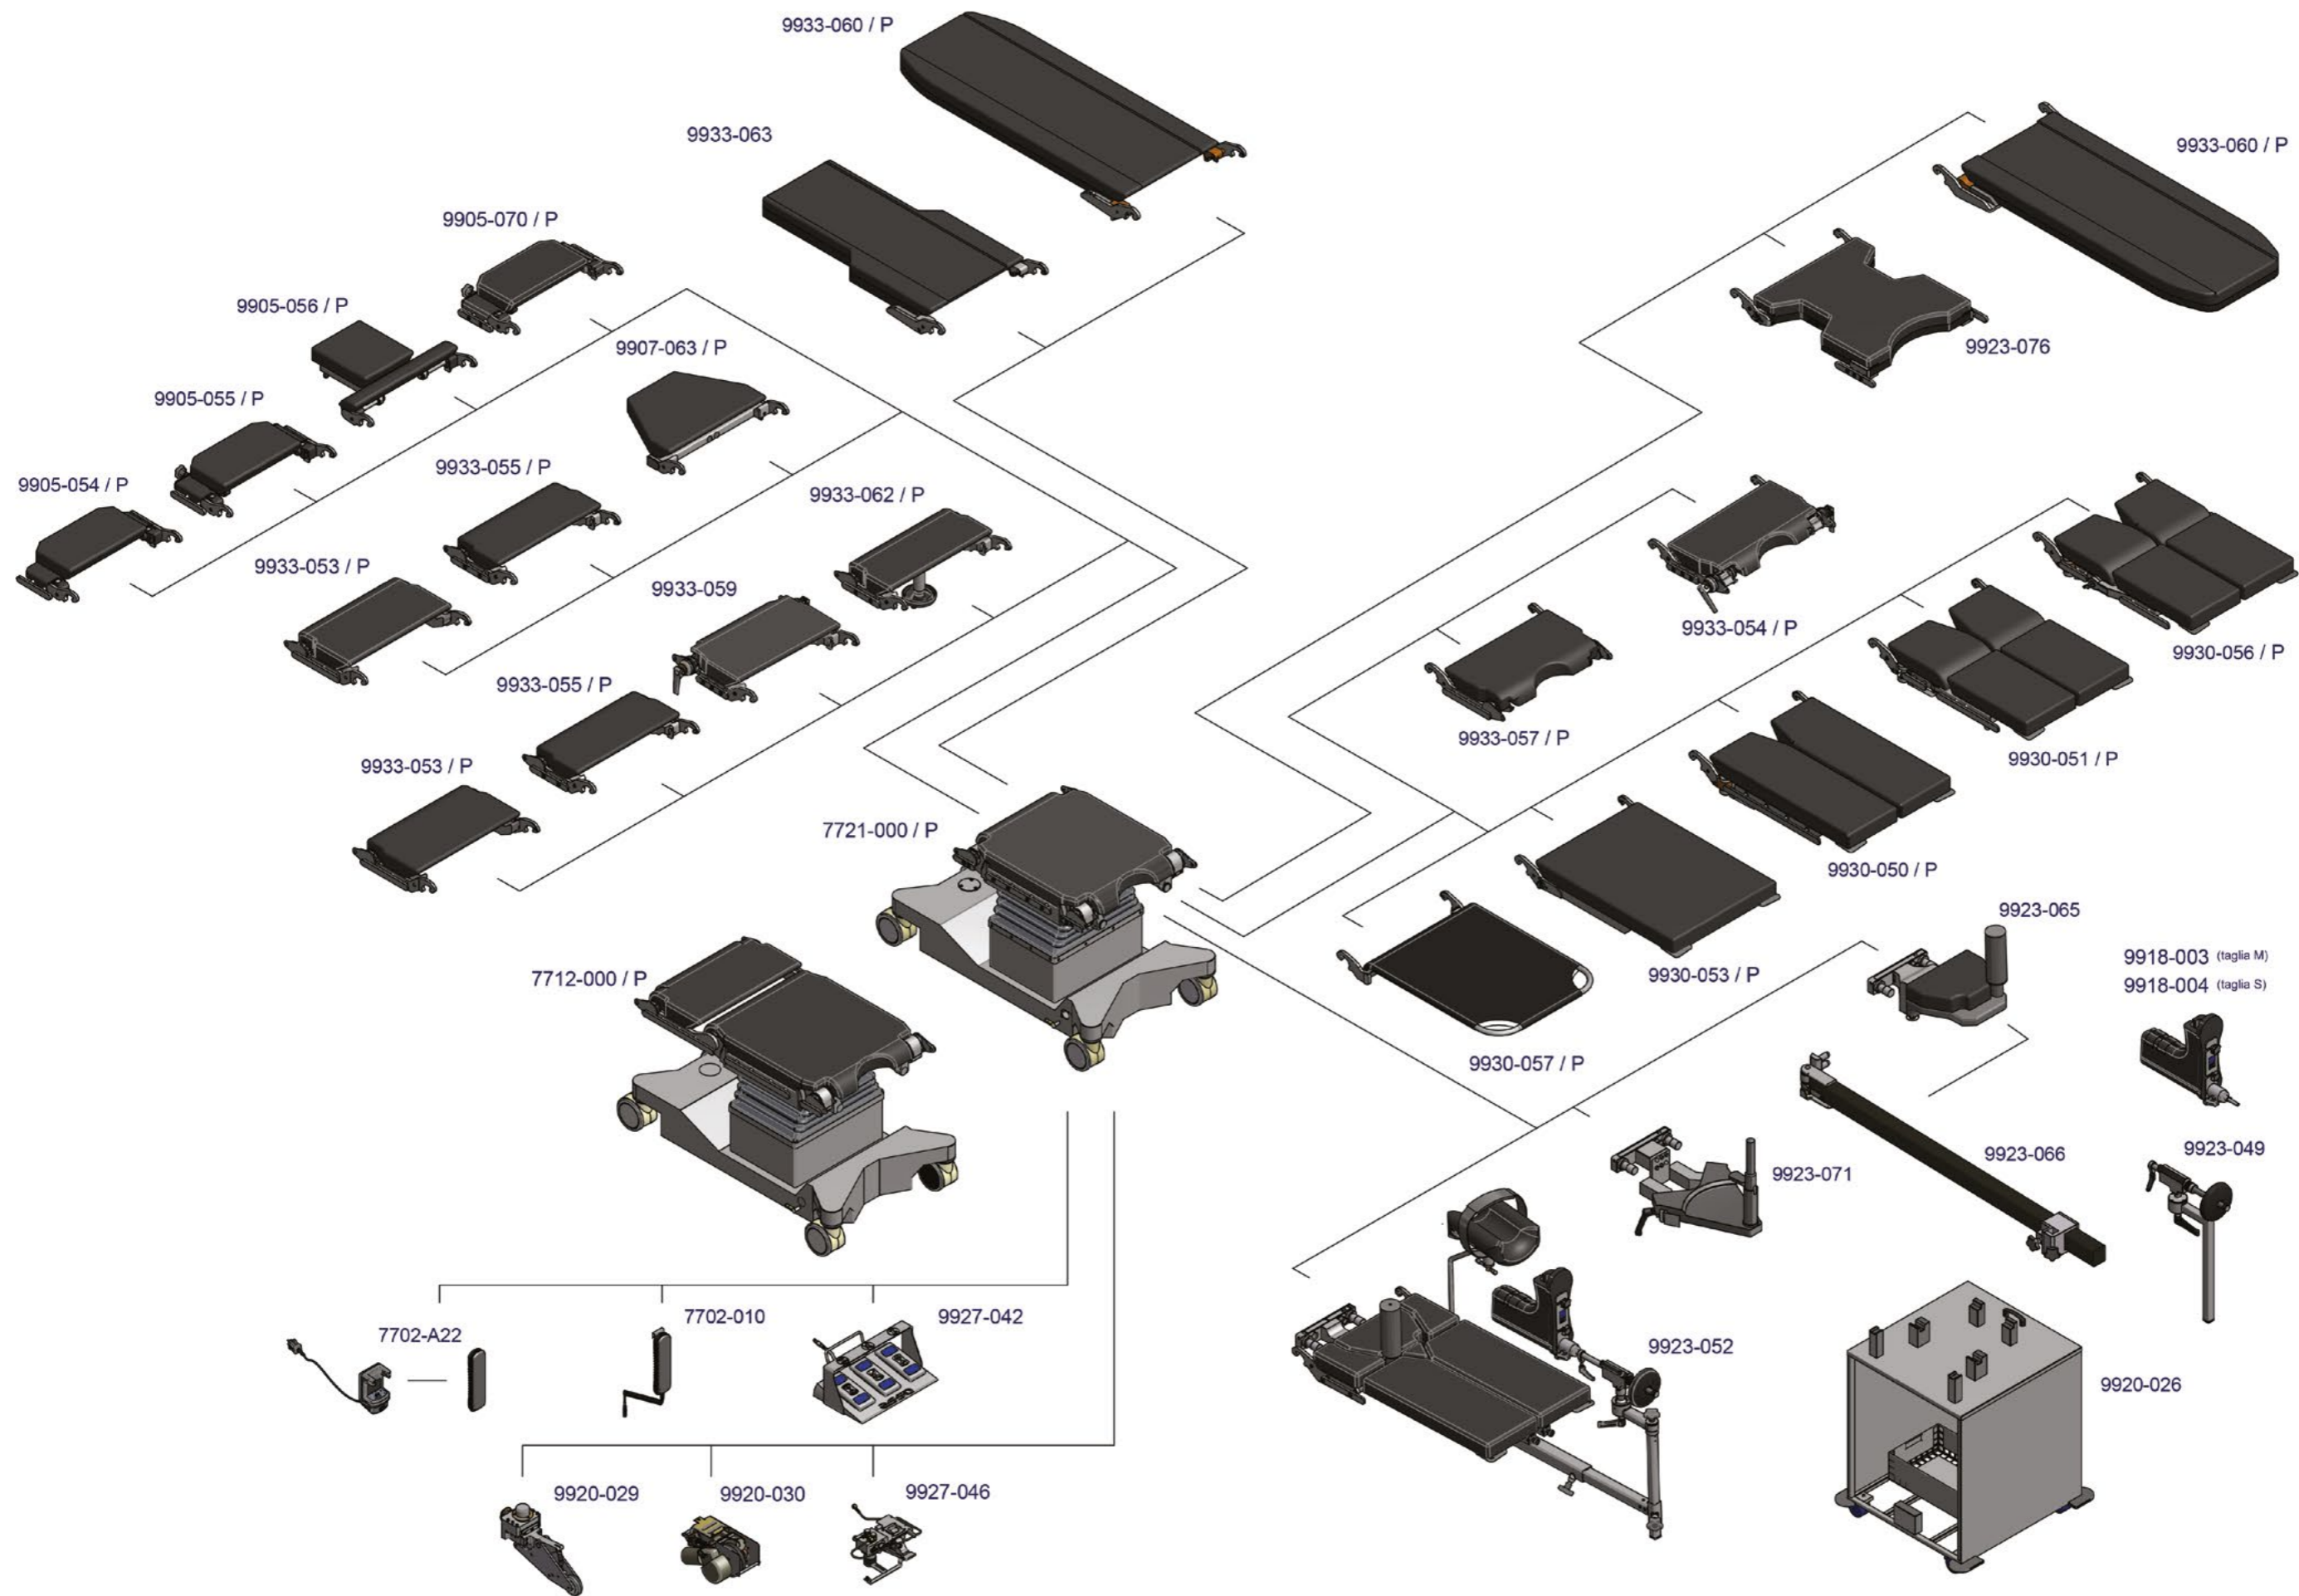 9933-060 / P
9933-063
9933-060 / P
9905-070 / P
9905-056 / P
9923-076
9907-063 / P
9905-055 / P
9933-055 / P
9905-054 / P
9933-062 / P
9933-053 / P
9933-059
9933-054 / P
9930-056 / P
9933-055 / P
9933-057 / P
9930-051 / P
9933-053 / P
7721-000 / P
9930-050 / P
9923-065
9918-003 (taglia M)
9918-004 (taglia S)
7712-000 / P
9930-053 / P
9930-057 / P
9923-066
9923-049
9923-071
7702-A22
7702-010
9927-042
9923-052
9920-026
9920-029
9920-030
9927-046